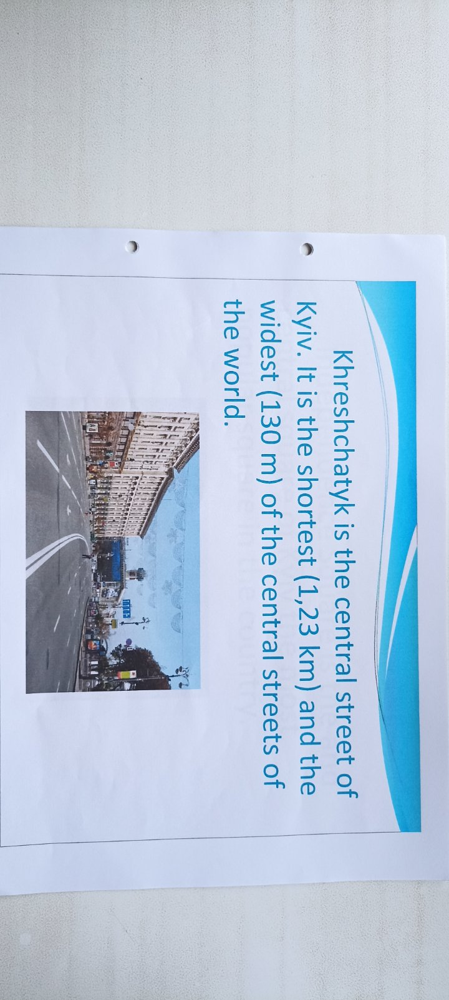 Khreshchatyk is the central street of
Kyiv. It is the shortest (1,23 km) and the
widest (130 m) of the central streets of
the world.